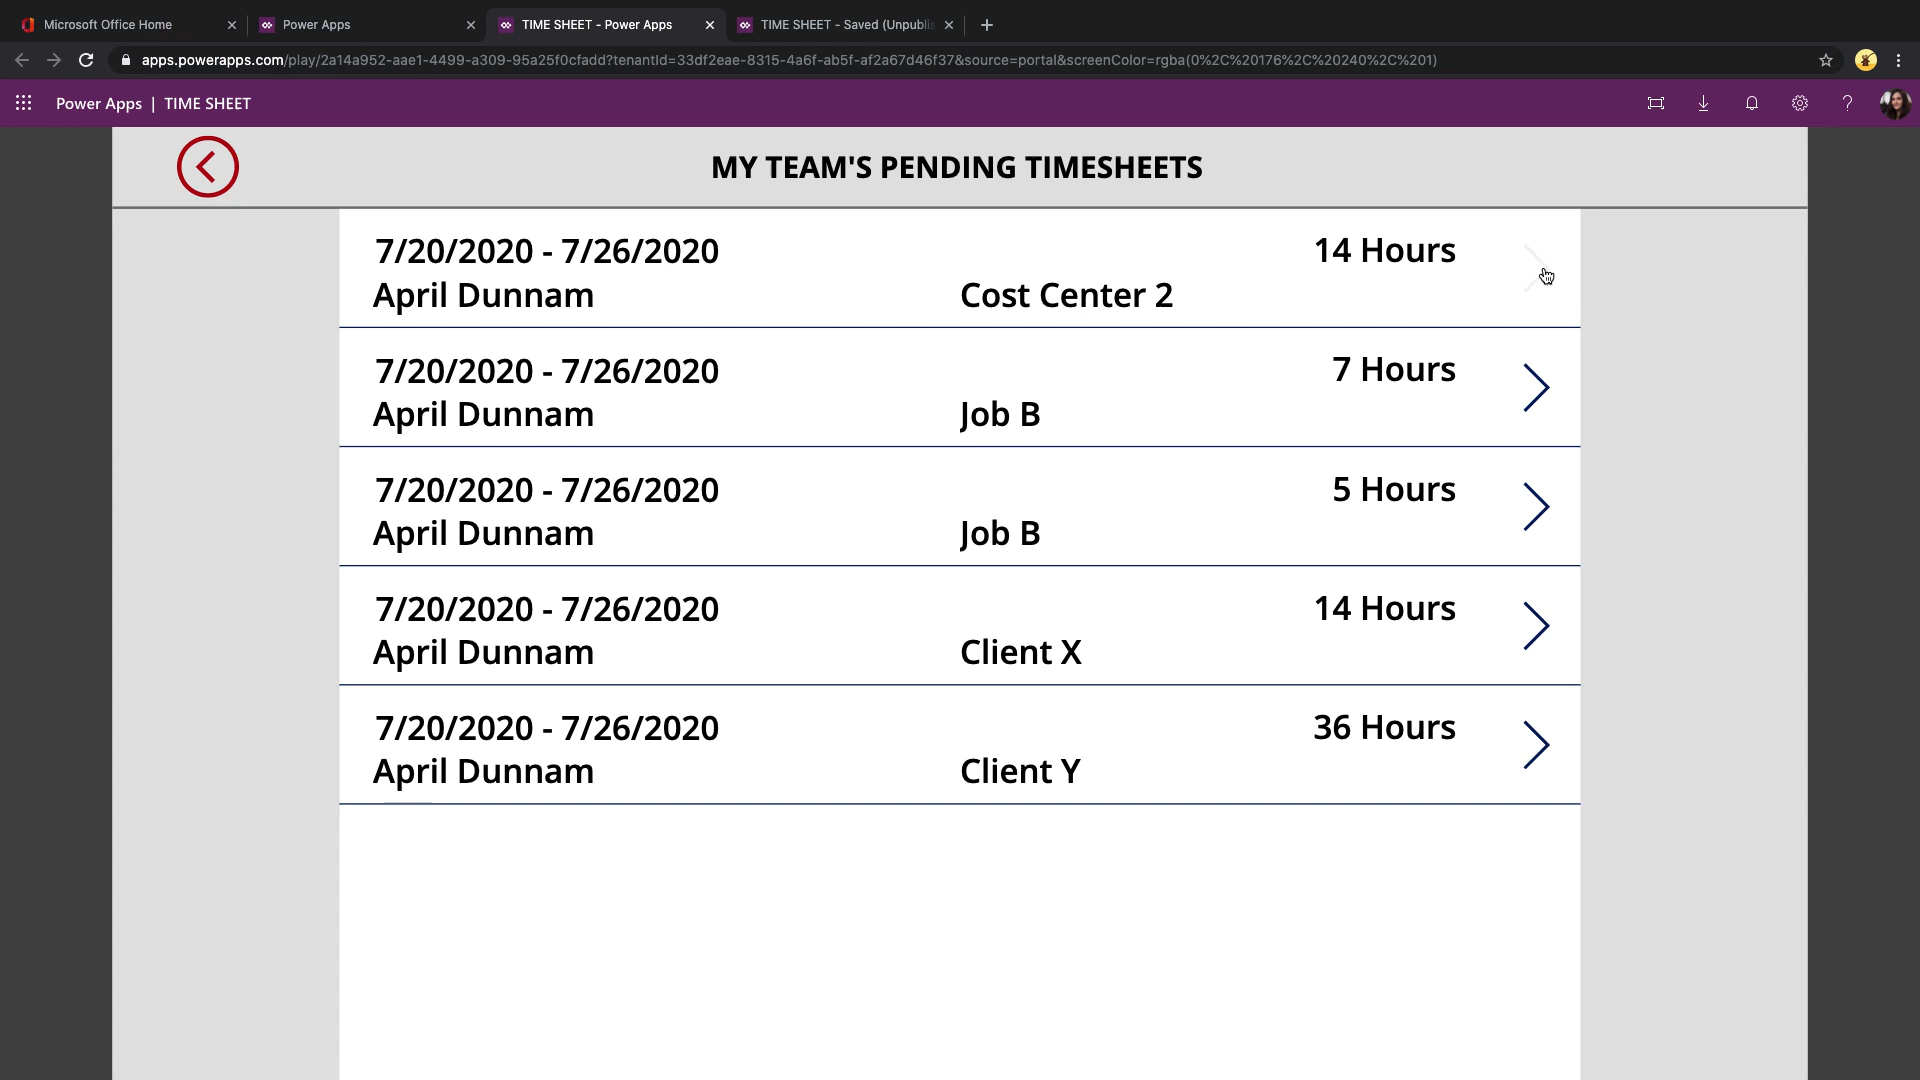 Microsoft Office Home
Power Apps
TIME SHEET - Power Apps
TIME SHEET - Saved (Unpublis
apps.powerapps.com/play/2a14a952-aae1-4499-a309-95a25f0cfadd?tenantId=33df2eae-8315-4a6f-ab5f-af2a67d46f37&source=portal&screenColor=rgba(0%2C%20176%2C%20240%2C%201)
Power Apps | TIME SHEET
MY TEAM'S PENDING TIMESHEETS
7/20/2020 - 7/26/2020 14 Hours
April Dunnam Cost Center 2
7/20/2020 - 7/26/2020 7 Hours
April Dunnam Job B
7/20/2020 - 7/26/2020 5 Hours
April Dunnam Job B
7/20/2020 - 7/26/2020 14 Hours
April Dunnam Client X
7/20/2020 - 7/26/2020 36 Hours
April Dunnam Client Y